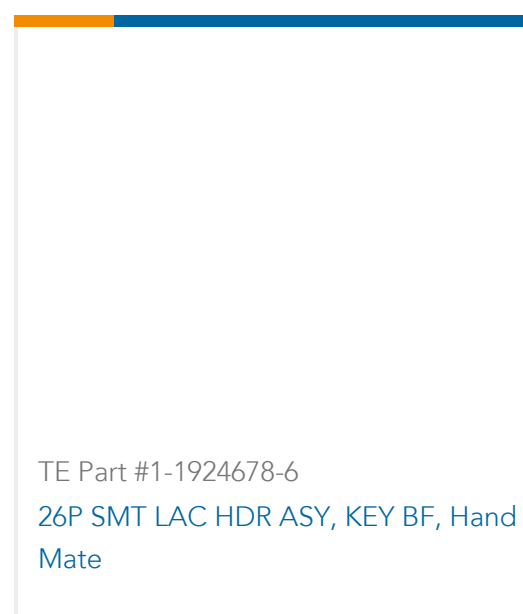 TE Part #1-1924678-6
26P SMT LAC HDR ASY, KEY BF, Hand
Mate